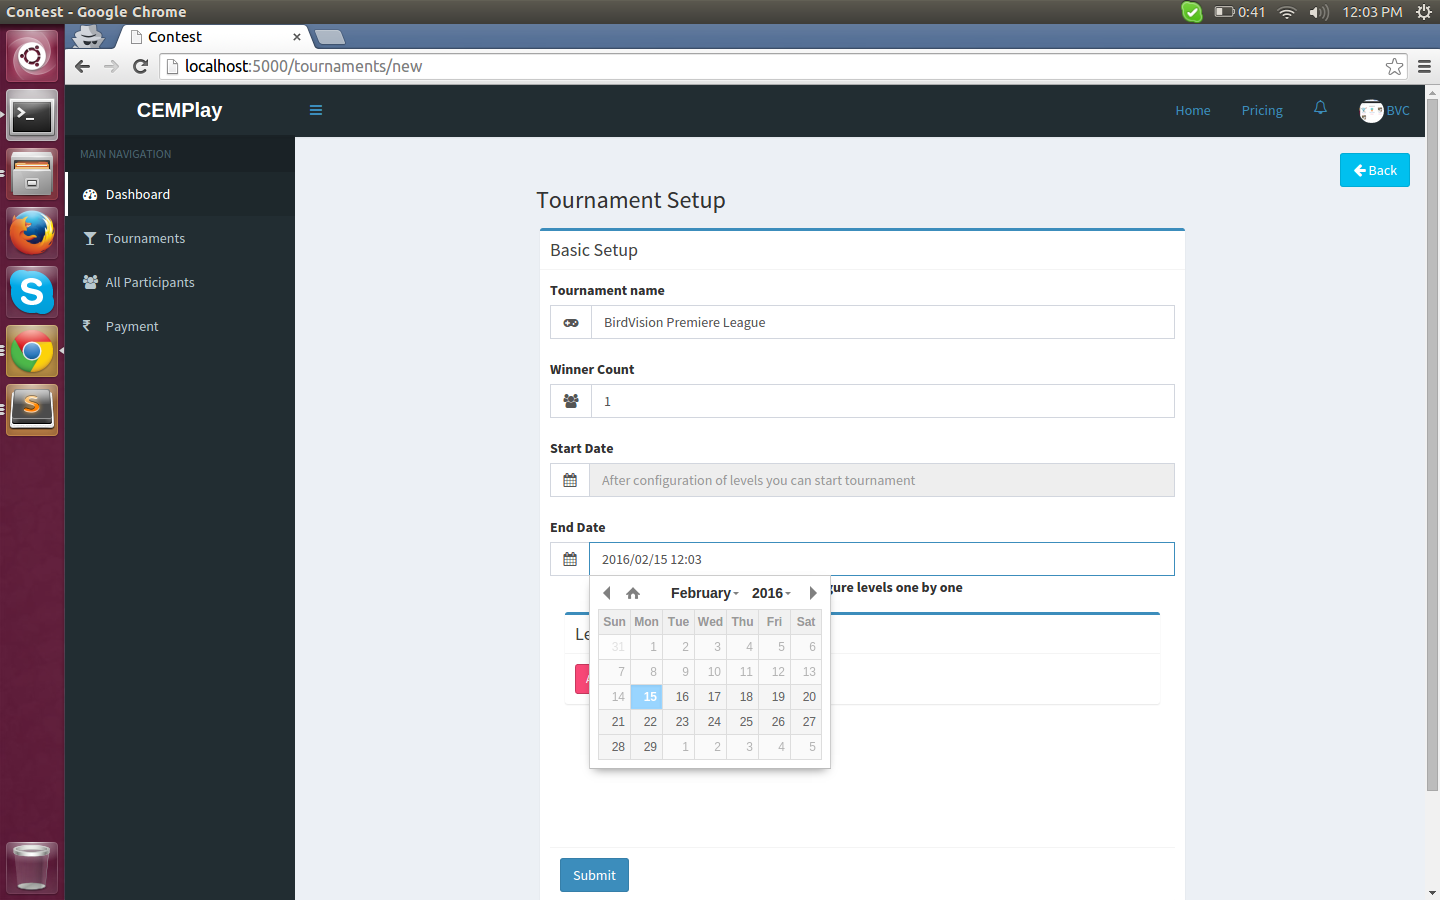 Contest - Google Chrome
0:41
12:03 PM
Contest
localhost:5000/tournaments/new
CEMPlay
Home
Pricing
BVC
MAIN NAVIGATION
Dashboard
Tournaments
All Participants
Payment
Back
Tournament Setup
Basic Setup
Tournament name
BirdVision Premiere League
Winner Count
1
Start Date
After configuration of levels you can start tournament
End Date
2016/02/15 12:03
February 2016
levels one by one
Sun Mon Tue Wed Thu Fri Sat
31 1 2 3 4 5 6
7 8 9 10 11 12 13
14 15 16 17 18 19 20
21 22 23 24 25 26 27
28 29 1 2 3 4 5
Submit